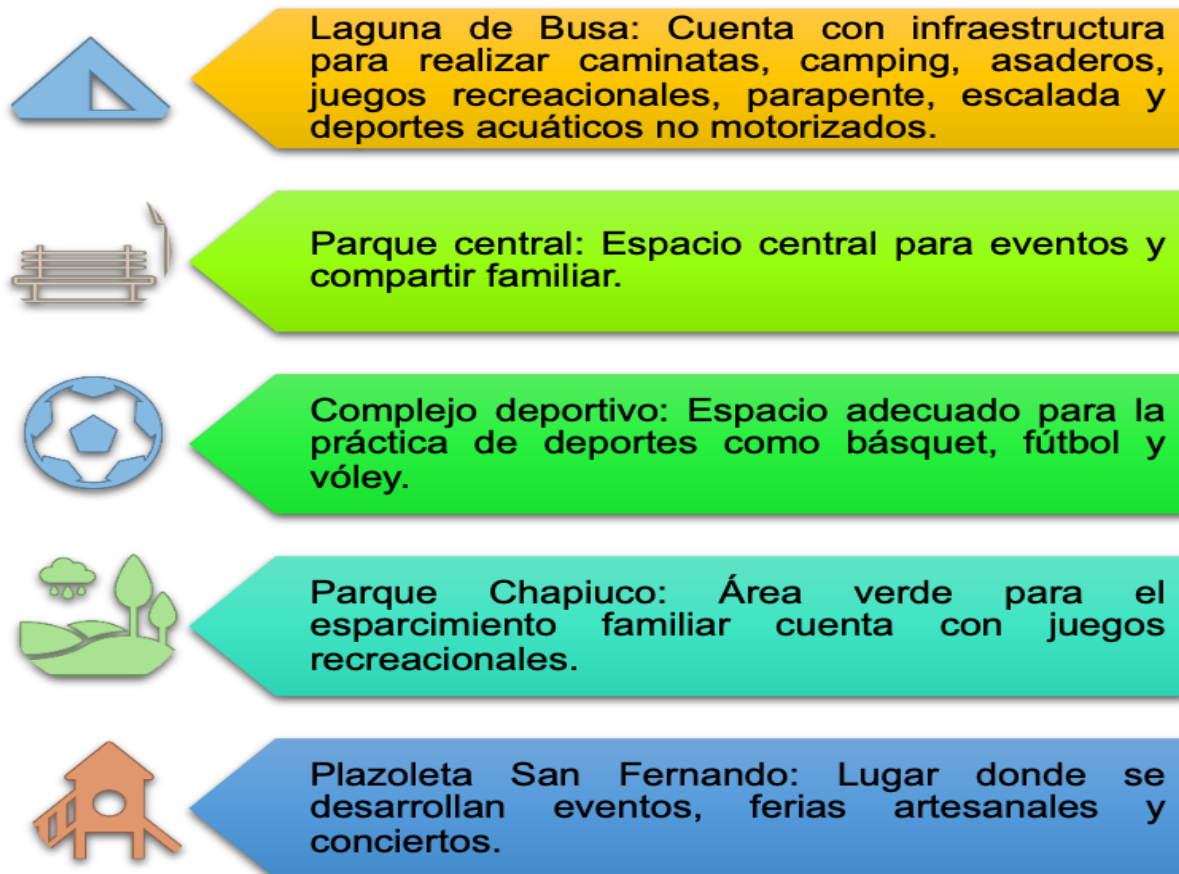 Laguna de Busa: Cuenta con infraestructura
para realizar caminatas, camping, asaderos,
juegos recreacionales, parapente, escalada y
deportes acuáticos no motorizados.
Parque central: Espacio central para eventos y
compartir familiar.
Complejo deportivo: Espacio adecuado para la
práctica de deportes como básquet, fútbol y
vóley.
Parque Chapiuco: Área verde para el
esparcimiento familiar cuenta con juegos
recreacionales.
Plazoleta San Fernando: Lugar donde se
desarrollan eventos, ferias artesanales y
conciertos.